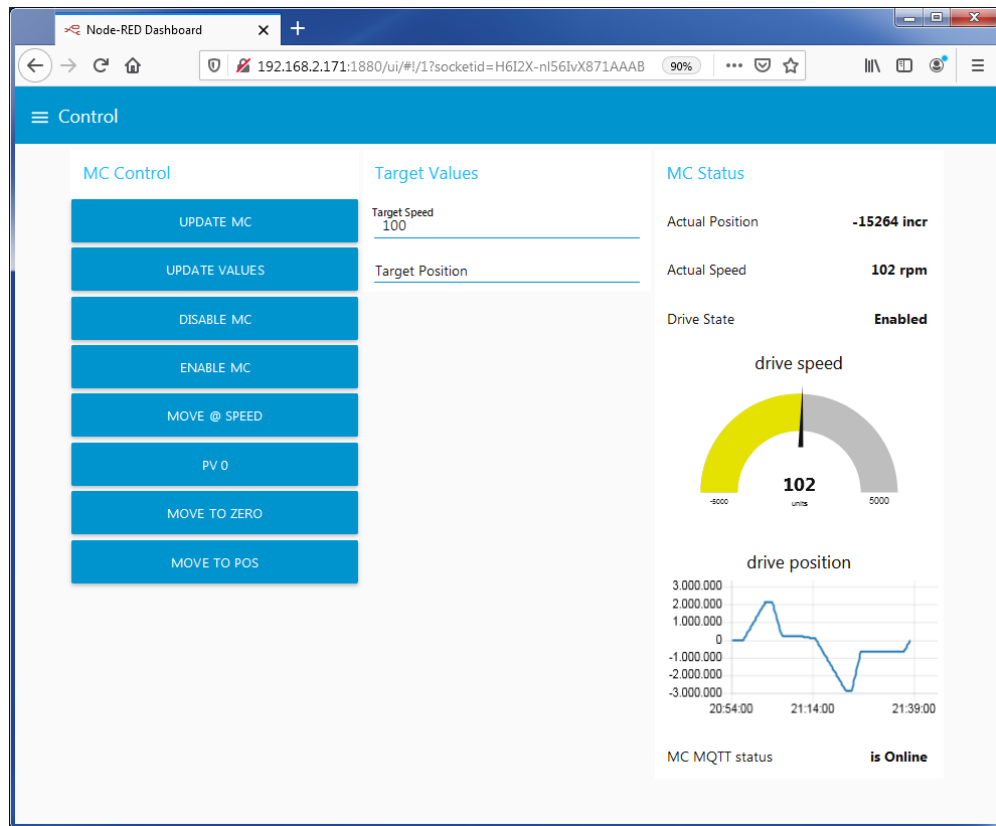 Node-RED Dashboard
192.168.2.171:1880/ui/#!/1?socketid=H6I2X-nl56IvX871AAAB 90%
Control
MC Control
UPDATE MC
UPDATE VALUES
DISABLE MC
ENABLE MC
MOVE @ SPEED
PV 0
MOVE TO ZERO
MOVE TO POS
Target Values
Target Speed
100
Target Position
MC Status
Actual Position -15264 incr
Actual Speed 102 rpm
Drive State Enabled
drive speed
102
units
-5000 5000
drive position
3.000.000
2.000.000
1.000.000
0
-1.000.000
-2.000.000
-3.000.000
20:54:00 21:14:00 21:39:00
MC MQTT status is Online